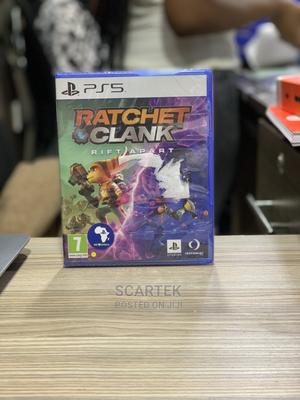 PS5
RATCHET
CLANK
RIFT APART
7
SCARTEK
POSTED ON JIJI